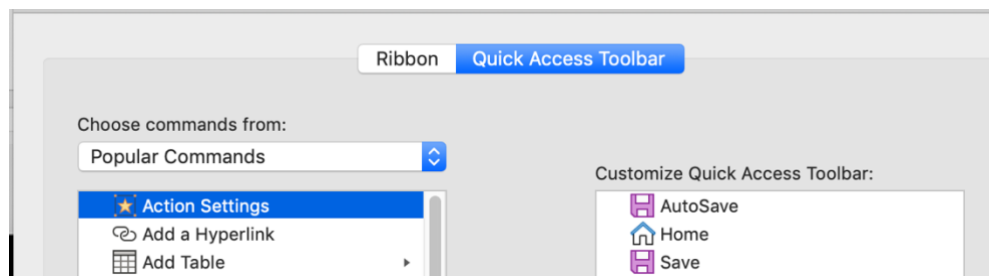 Ribbon
Quick Access Toolbar
Choose commands from:
Popular Commands
Action Settings
Add a Hyperlink
Add Table
Customize Quick Access Toolbar:
AutoSave
Home
Save